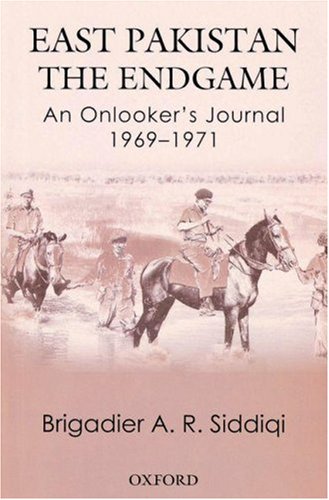 EAST PAKISTAN
THE ENDGAME
An Onlooker's Journal
1969–1971
Brigadier A. R. Siddiqi
OXFORD